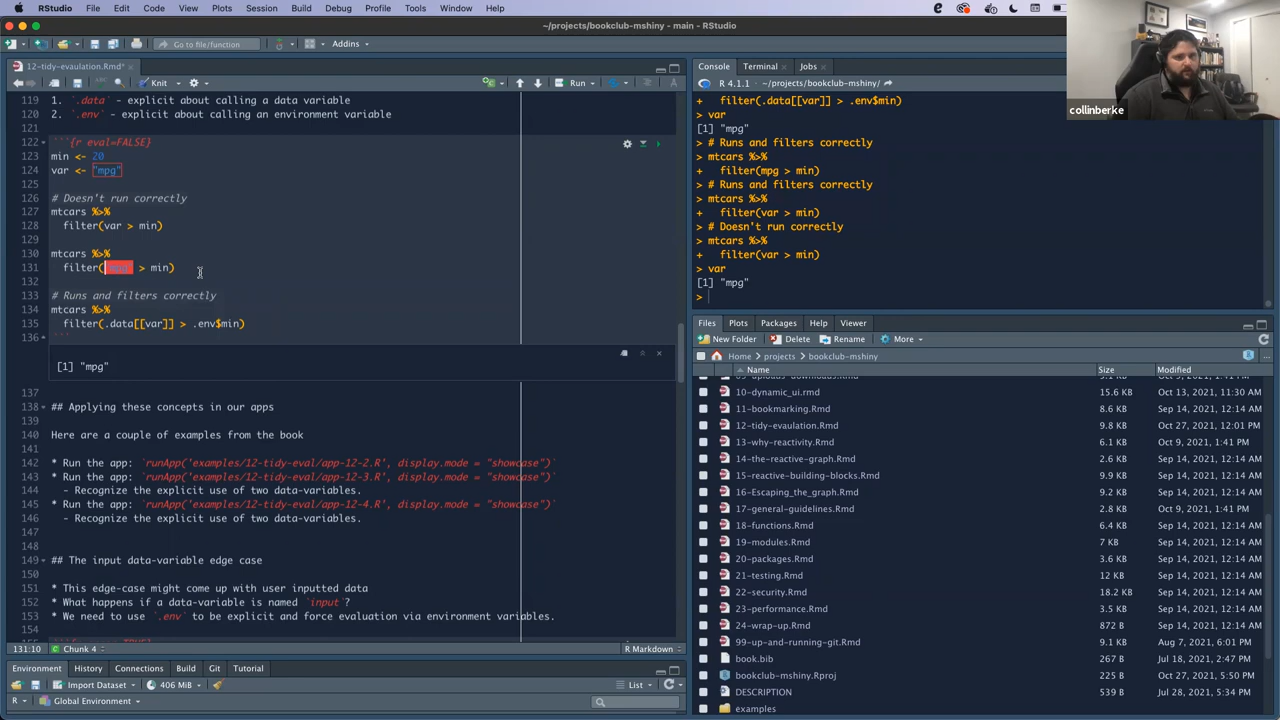 RStudio File Edit Code View Plots Session Build Debug Profile Tools Window Help
~/projects/bookclub-mshiny - main - RStudio
Go to file/function Addins
12-tidy-evaulation.Rmd*
Knit Run
119 1. `.data` - explicit about calling a data variable
120 2. `.env` - explicit about calling an environment variable
121
122 ```{r eval=FALSE}
123 min <- 20
124 var <- "mpg"
126 # Doesn't run correctly
127 mtcars %>%
128 filter(var > min)
129
130 mtcars %>%
131 filter("mpg" > min)
132
133 # Runs and filters correctly
134 mtcars %>%
135 filter(.data[[var]] > .env$min)
136 ```
[1] "mpg"
137
138 ## Applying these concepts in our apps
139
140 Here are a couple of examples from the book
141
142 * Run the app: `runApp('examples/12-tidy-eval/app-12-2.R', display.mode = "showcase")`
143 * Run the app: `runApp('examples/12-tidy-eval/app-12-3.R', display.mode = "showcase")`
144 - Recognize the explicit use of two data-variables.
145 * Run the app: `runApp('examples/12-tidy-eval/app-12-4.R', display.mode = "showcase")`
146 - Recognize the explicit use of two data-variables.
147
148
149 ## The input data-variable edge case
150
151 * This edge-case might come up with user inputted data
152 * What happens if a data-variable is named `input`?
153 * We need to use `.env` to be explicit and force evaluation via environment variables.
154
131:10 Chunk 4 R Markdown
Environment History Connections Build Git Tutorial
Import Dataset 406 MiB List
R Global Environment
Console Terminal Jobs
R 4.1.1 · ~/projects/bookclub-mshiny/
+ filter(.data[[var]] > .env$min)
> var
[1] "mpg"
> # Runs and filters correctly
> mtcars %>%
+ filter(mpg > min)
> # Runs and filters correctly
> mtcars %>%
+ filter(var > min)
> # Doesn't run correctly
> mtcars %>%
+ filter(var > min)
> var
[1] "mpg"
>
Files Plots Packages Help Viewer
New Folder Delete Rename More
Home projects bookclub-mshiny
Name Size Modified
10-dynamic_ui.rmd 15.6 KB Oct 13, 2021, 11:30 AM
11-bookmarking.Rmd 8.6 KB Sep 14, 2021, 12:14 AM
12-tidy-evaulation.Rmd 9.8 KB Oct 27, 2021, 12:01 PM
13-why-reactivity.Rmd 6.1 KB Oct 9, 2021, 1:41 PM
14-the-reactive-graph.Rmd 2.6 KB Sep 14, 2021, 12:14 AM
15-reactive-building-blocks.Rmd 9.9 KB Sep 14, 2021, 12:14 AM
16-Escaping_the_graph.Rmd 9.2 KB Sep 14, 2021, 12:14 AM
17-general-guidelines.Rmd 2.8 KB Oct 9, 2021, 1:41 PM
18-functions.Rmd 6.4 KB Sep 14, 2021, 12:14 AM
19-modules.Rmd 7 KB Sep 14, 2021, 12:14 AM
20-packages.Rmd 3.6 KB Sep 14, 2021, 12:14 AM
21-testing.Rmd 12 KB Sep 14, 2021, 12:14 AM
22-security.Rmd 18.2 KB Sep 14, 2021, 12:14 AM
23-performance.Rmd 3.5 KB Sep 14, 2021, 12:14 AM
24-wrap-up.Rmd 872 B Sep 14, 2021, 12:14 AM
99-up-and-running-git.Rmd 9.1 KB Aug 7, 2021, 6:01 PM
book.bib 267 B Jul 18, 2021, 2:47 PM
bookclub-mshiny.Rproj 225 B Oct 27, 2021, 5:50 PM
DESCRIPTION 539 B Jul 28, 2021, 5:34 PM
examples
collinberke